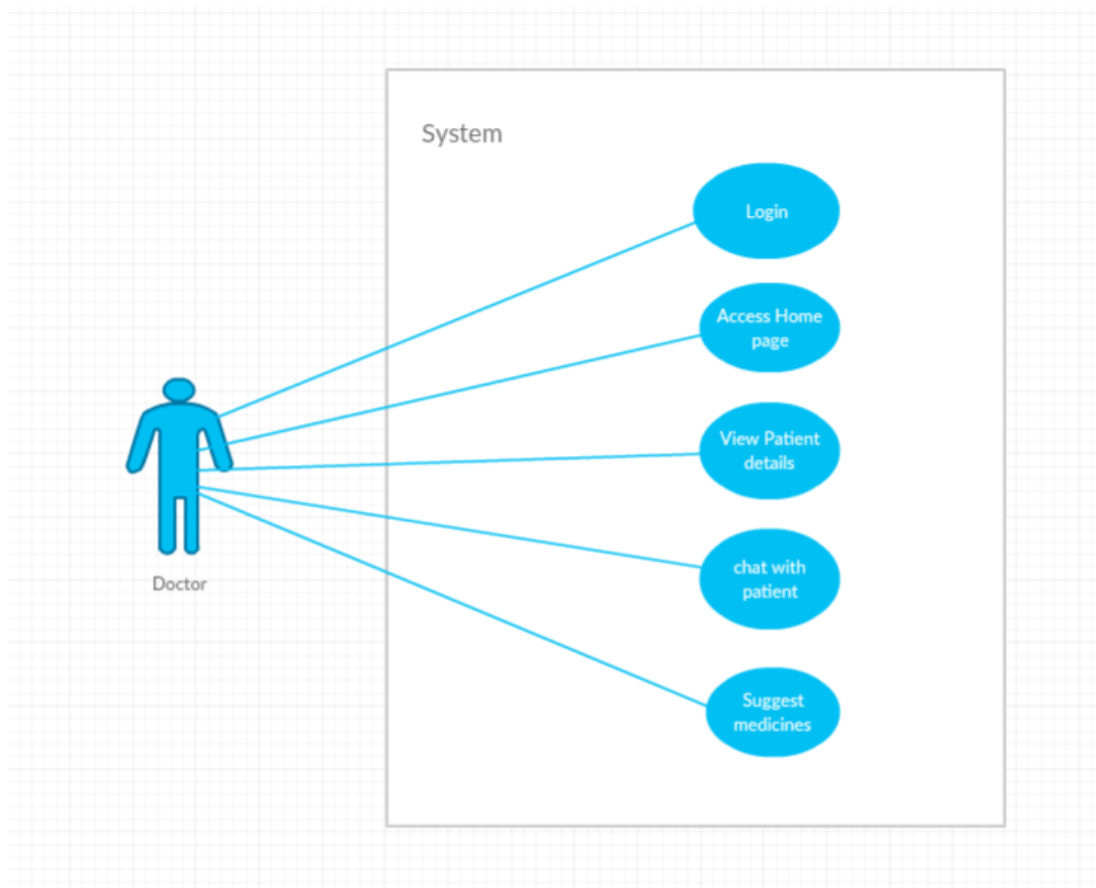 System
Login
Access Home
page
View Patient
details
chat with
patient
Doctor
Suggest
medicines